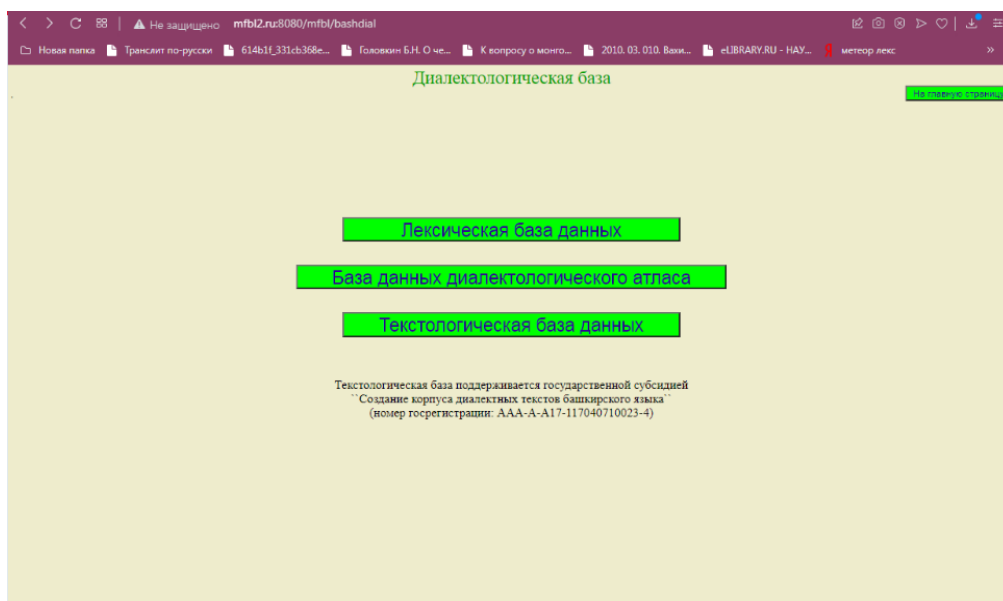 Не защищено mfbl2.ru:8080/mfbl/bashdial
Новая папка Транслит по-русски 614b1f_331cb368e... Головкин Б.Н. О че... К вопросу о монго... 2010. 03. 010. Вахи... eLIBRARY.RU - НАУ... Я метеор лекс »
Диалектологическая база
На главную страницу
Лексическая база данных
База данных диалектологического атласа
Текстологическая база данных
Текстологическая база поддерживается государственной субсидией
``Создание корпуса диалектных текстов башкирского языка``
(номер госрегистрации: AAA-A-A17-117040710023-4)